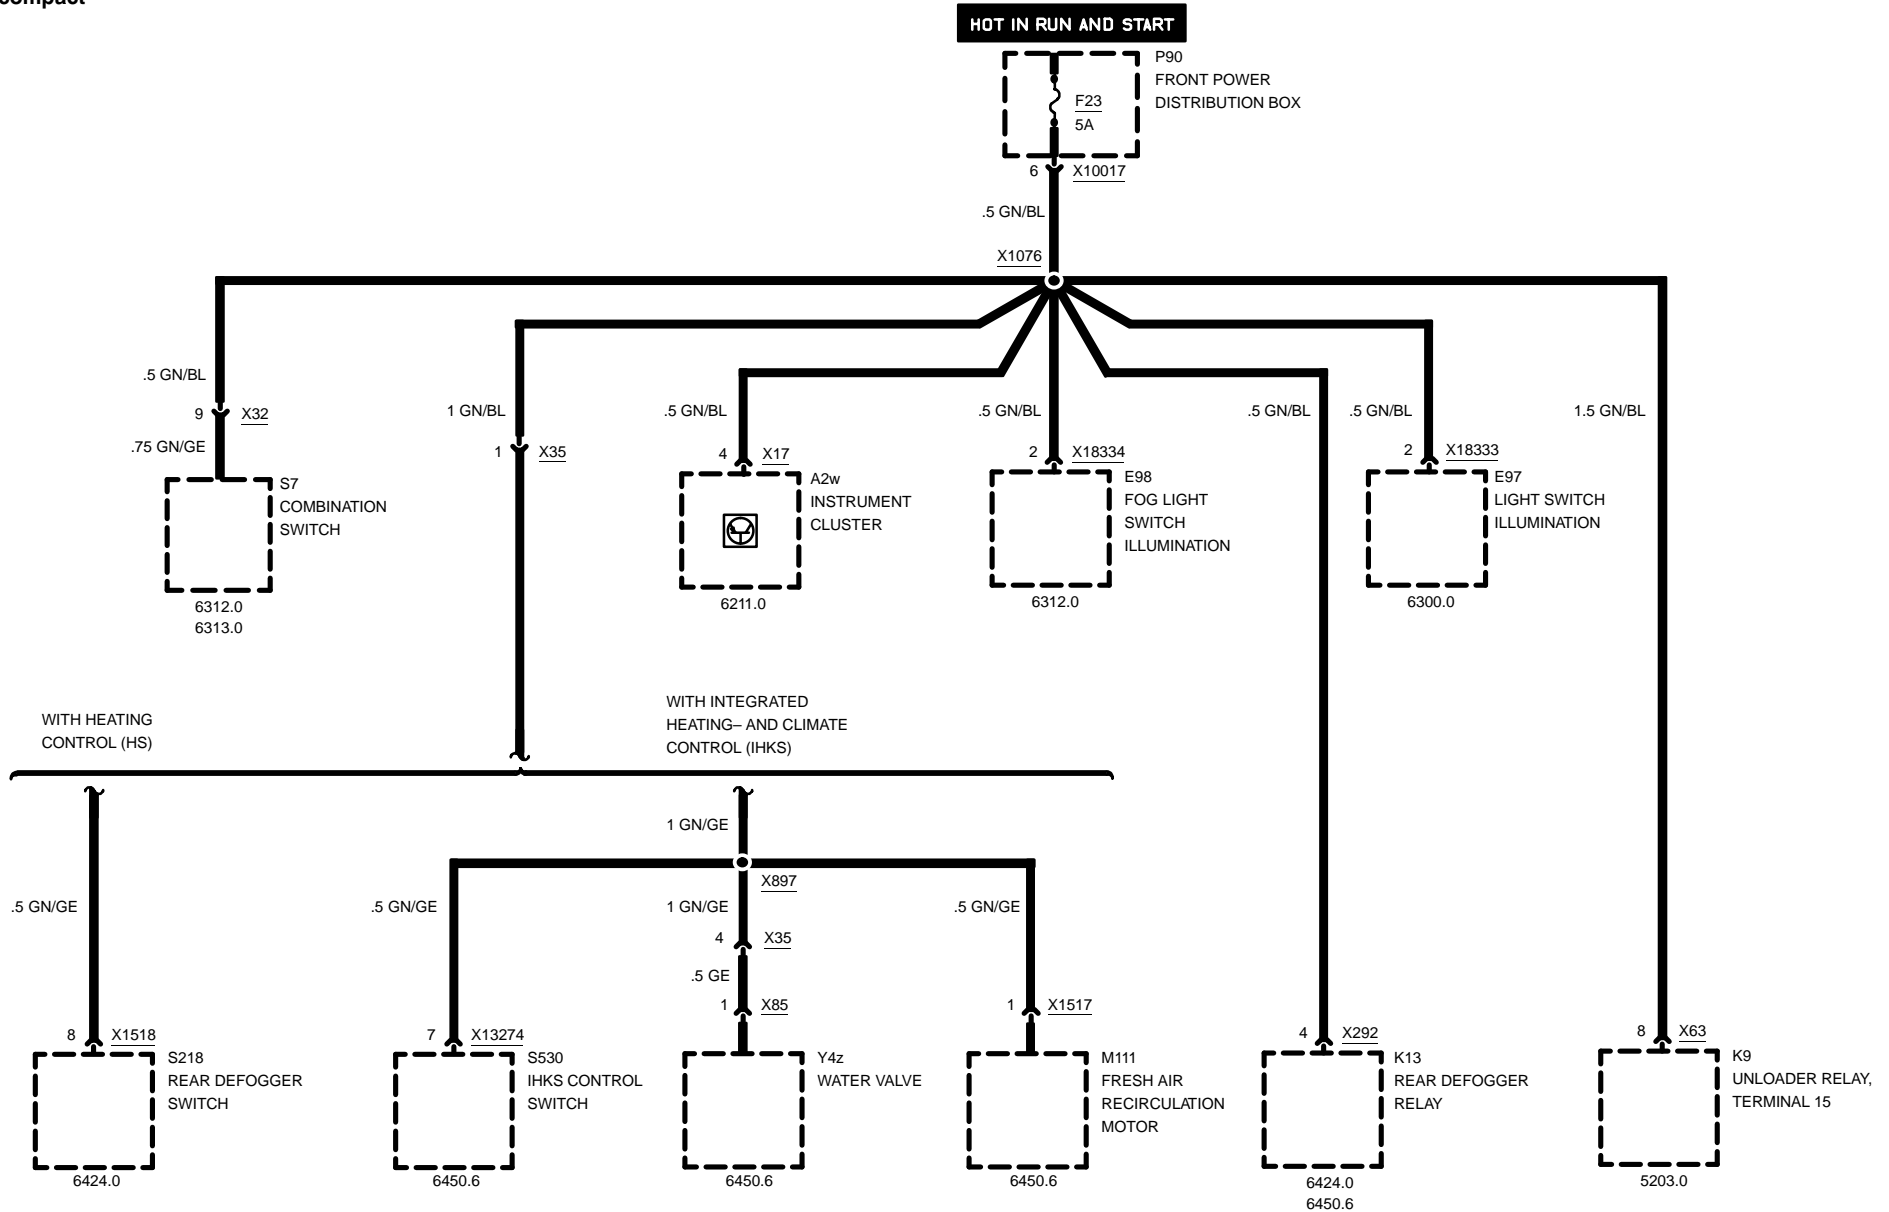 compact
HOT IN RUN AND START
P90
FRONT POWER
DISTRIBUTION BOX
F23
5A
6 X10017
.5 GN/BL
X1076
.5 GN/BL
9 X32
.75 GN/GE
S7
COMBINATION
SWITCH
6312.0
6313.0
1 GN/BL
1 X35
.5 GN/BL
4 X17
A2w
INSTRUMENT
CLUSTER
6211.0
.5 GN/BL
2 X18334
E98
FOG LIGHT
SWITCH
ILLUMINATION
6312.0
.5 GN/BL
.5 GN/BL
2 X18333
E97
LIGHT SWITCH
ILLUMINATION
6300.0
1.5 GN/BL
WITH HEATING
CONTROL (HS)
WITH INTEGRATED
HEATING– AND CLIMATE
CONTROL (IHKS)
1 GN/GE
X897
.5 GN/GE
.5 GN/GE
1 GN/GE
.5 GN/GE
4 X35
.5 GE
1 X85
1 X1517
8 X1518
S218
REAR DEFOGGER
SWITCH
6424.0
7 X13274
S530
IHKS CONTROL
SWITCH
6450.6
Y4z
WATER VALVE
6450.6
M111
FRESH AIR
RECIRCULATION
MOTOR
6450.6
4 X292
K13
REAR DEFOGGER
RELAY
6424.0
6450.6
8 X63
K9
UNLOADER RELAY,
TERMINAL 15
5203.0